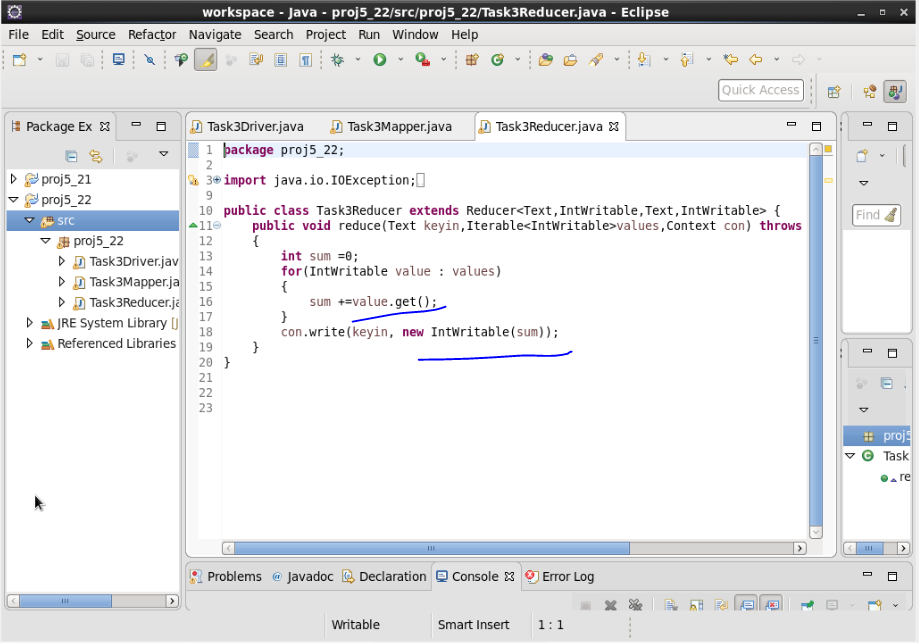 workspace - Java - proj5_22/src/proj5_22/Task3Reducer.java - Eclipse
File Edit Source Refactor Navigate Search Project Run Window Help
Quick Access
Package Ex
proj5_21
proj5_22
src
proj5_22
Task3Driver.jav
Task3Mapper.ja
Task3Reducer.ja
JRE System Library [J
Referenced Libraries
Task3Driver.java Task3Mapper.java Task3Reducer.java
1 package proj5_22;
2
3 import java.io.IOException;
9
10 public class Task3Reducer extends Reducer<Text,IntWritable,Text,IntWritable> {
11 public void reduce(Text keyin,Iterable<IntWritable>values,Context con) throws
12 {
13 int sum =0;
14 for(IntWritable value : values)
15 {
16 sum +=value.get();
17 }
18 con.write(keyin, new IntWritable(sum));
19 }
20 }
21
22
23
Find
proj5
Task
re
Problems @ Javadoc Declaration Console Error Log
Writable Smart Insert 1 : 1